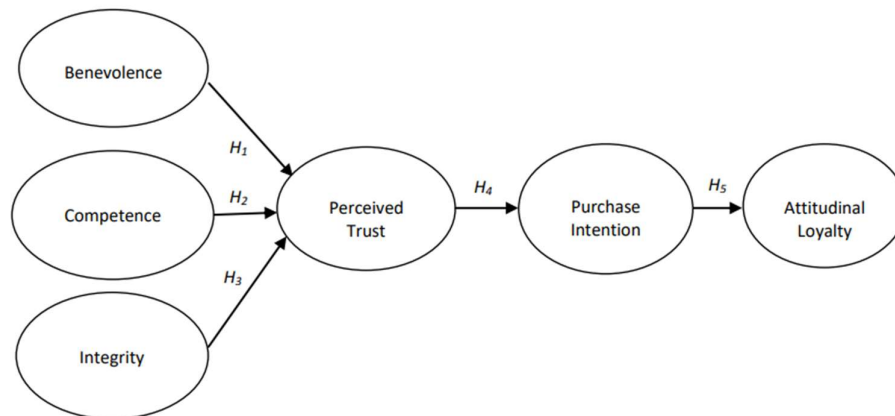 Benevolence
H1
Competence
H2
Integrity
H3
Perceived
Trust
H4
Purchase
Intention
H5
Attitudinal
Loyalty